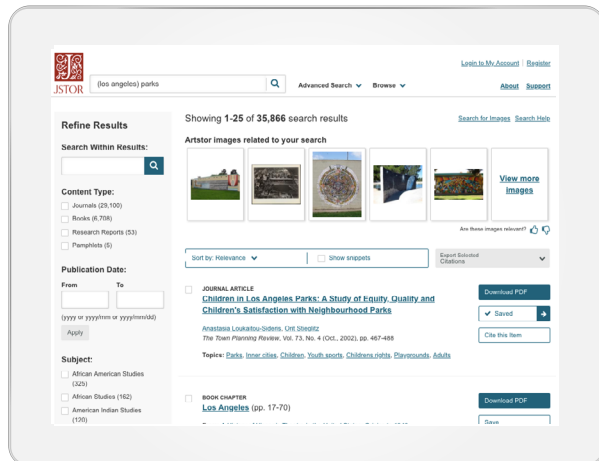 Login to My Account Register
JSTOR
(los angeles) parks
Advanced Search
Browse
About Support
Refine Results
Search Within Results:
Content Type:
Journals (29,100)
Books (6,708)
Research Reports (53)
Pamphlets (5)
Publication Date:
From To
(yyyy or yyyy/mm or yyyy/mm/dd)
Apply
Subject:
African American Studies
(325)
African Studies (162)
American Indian Studies
(120)
Showing 1-25 of 35,866 search results
Search for Images Search Help
Artstor images related to your search
View more
images
Are these images relevant?
Sort by: Relevance
Show snippets
Export Selected
Citations
JOURNAL ARTICLE
Children in Los Angeles Parks: A Study of Equity, Quality and
Children's Satisfaction with Neighbourhood Parks
Anastasia Loukaitou-Sideris, Orit Stieglitz
The Town Planning Review, Vol. 73, No. 4 (Oct., 2002), pp. 467-488
Topics: Parks, Inner cities, Children, Youth sports, Childrens rights, Playgrounds, Adults
Download PDF
Saved
Cite this Item
BOOK CHAPTER
Los Angeles (pp. 17-70)
Download PDF
Save